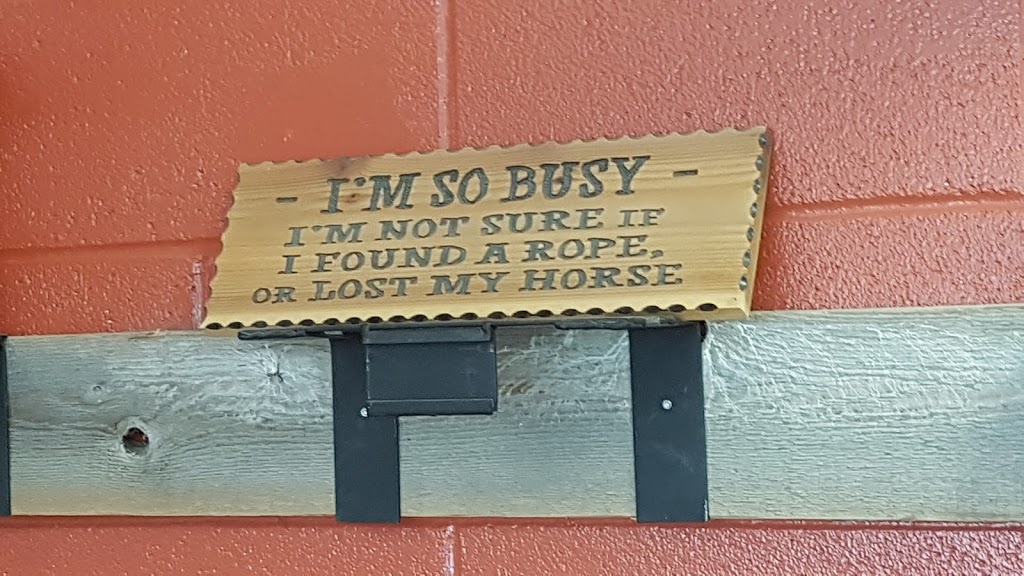 - I'M SO BUSY -
I'M NOT SURE IF
I FOUND A ROPE,
OR LOST MY HORSE